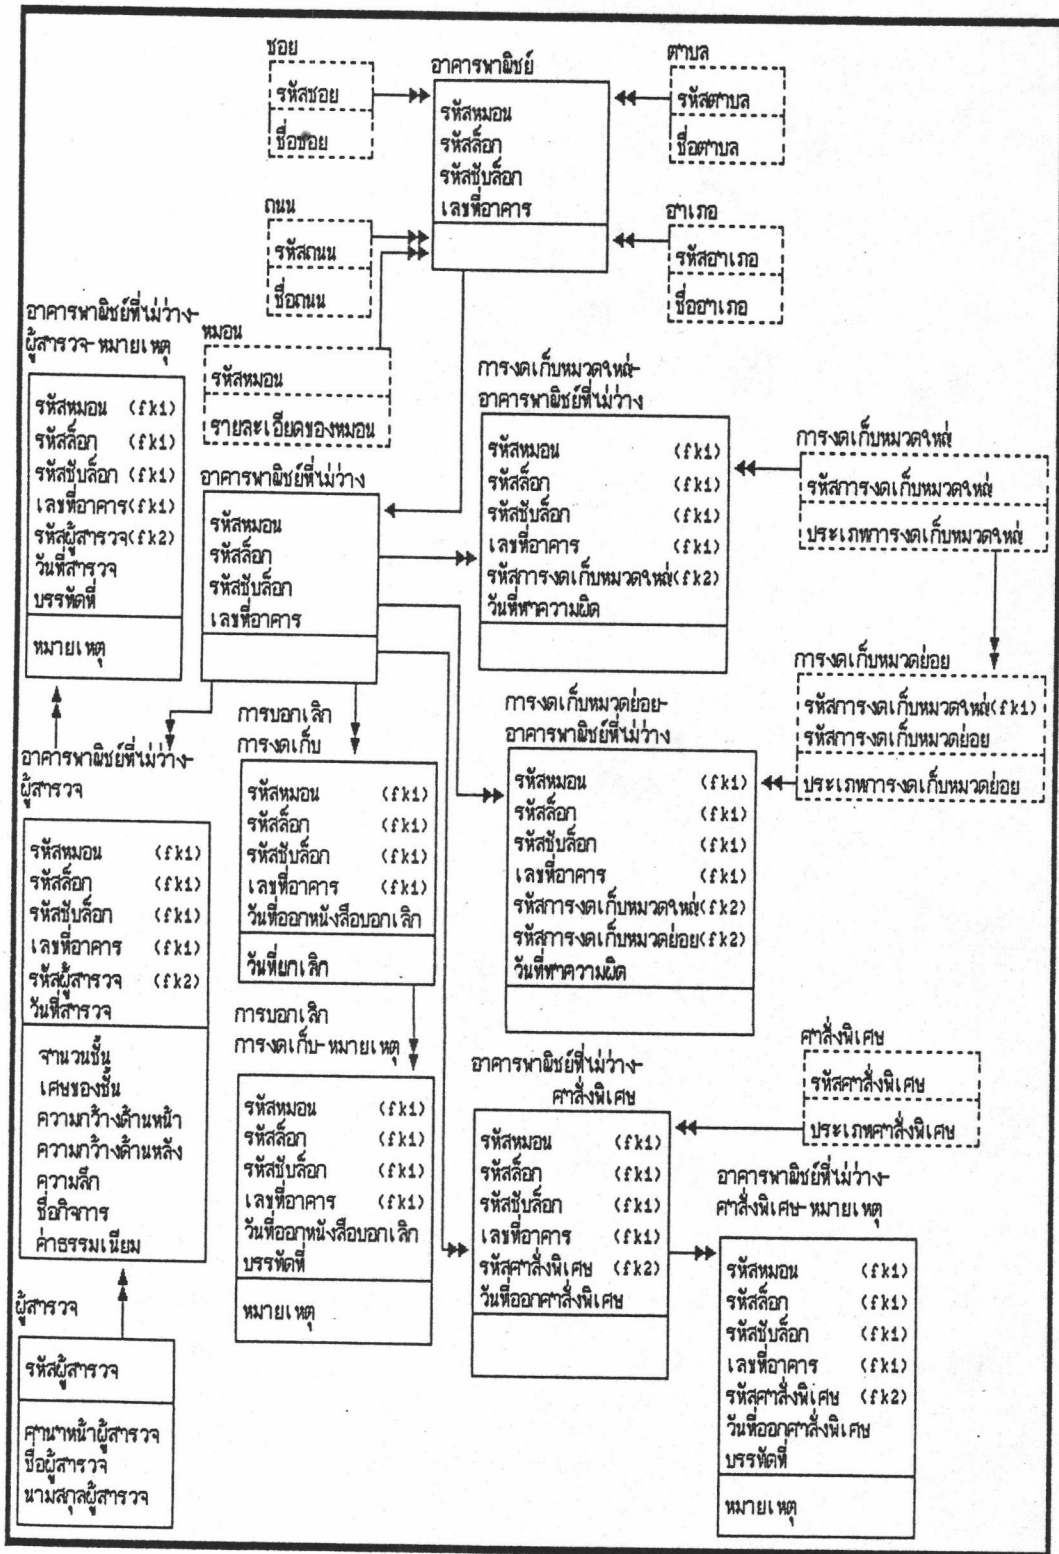 ซอย
รหัสซอย
ชื่อซอย
อาคารพาณิชย์
รหัสหมอน
รหัสล็อก
รหัสซับล็อก
เลขที่อาคาร
ตำบล
รหัสตำบล
ชื่อตำบล
ถนน
รหัสถนน
ชื่อถนน
อำเภอ
รหัสอำเภอ
ชื่ออำเภอ
หมอน
รหัสหมอน
รายละเอียดของหมอน
อาคารพาณิชย์ที่ไม่ว่าง-
ผู้สำรวจ-หมายเหตุ
รหัสหมอน (fk1)
รหัสล็อก (fk1)
รหัสซับล็อก (fk1)
เลขที่อาคาร(fk1)
รหัสผู้สำรวจ(fk2)
วันที่สำรวจ
บรรทัดที่
หมายเหตุ
อาคารพาณิชย์ที่ไม่ว่าง
รหัสหมอน
รหัสล็อก
รหัสซับล็อก
เลขที่อาคาร
การงดเก็บหมวดใหญ่-
อาคารพาณิชย์ที่ไม่ว่าง
รหัสหมอน (fk1)
รหัสล็อก (fk1)
รหัสซับล็อก (fk1)
เลขที่อาคาร (fk1)
รหัสการงดเก็บหมวดใหญ่(fk2)
วันที่ทำความผิด
การงดเก็บหมวดใหญ่
รหัสการงดเก็บหมวดใหญ่
ประเภทการงดเก็บหมวดใหญ่
การงดเก็บหมวดย่อย
รหัสการงดเก็บหมวดใหญ่(fk1)
รหัสการงดเก็บหมวดย่อย
ประเภทการงดเก็บหมวดย่อย
การงดเก็บหมวดย่อย-
อาคารพาณิชย์ที่ไม่ว่าง
รหัสหมอน (fk1)
รหัสล็อก (fk1)
รหัสซับล็อก (fk1)
เลขที่อาคาร (fk1)
รหัสการงดเก็บหมวดใหญ่(fk2)
รหัสการงดเก็บหมวดย่อย(fk2)
วันที่ทำความผิด
การบอกเลิก
การงดเก็บ
รหัสหมอน (fk1)
รหัสล็อก (fk1)
รหัสซับล็อก (fk1)
เลขที่อาคาร (fk1)
วันที่ออกหนังสือบอกเลิก
วันที่ยกเลิก
อาคารพาณิชย์ที่ไม่ว่าง-
ผู้สำรวจ
รหัสหมอน (fk1)
รหัสล็อก (fk1)
รหัสซับล็อก (fk1)
เลขที่อาคาร (fk1)
รหัสผู้สำรวจ (fk2)
วันที่สำรวจ
จำนวนชั้น
เศษของชั้น
ความกว้างด้านหน้า
ความกว้างด้านหลัง
ความลึก
ชื่อกิจการ
ค่าธรรมเนียม
การบอกเลิก
การงดเก็บ-หมายเหตุ
รหัสหมอน (fk1)
รหัสล็อก (fk1)
รหัสซับล็อก (fk1)
เลขที่อาคาร (fk1)
วันที่ออกหนังสือบอกเลิก
บรรทัดที่
หมายเหตุ
อาคารพาณิชย์ที่ไม่ว่าง-
คำสั่งพิเศษ
รหัสหมอน (fk1)
รหัสล็อก (fk1)
รหัสซับล็อก (fk1)
เลขที่อาคาร (fk1)
รหัสคำสั่งพิเศษ (fk2)
วันที่ออกคำสั่งพิเศษ
คำสั่งพิเศษ
รหัสคำสั่งพิเศษ
ประเภทคำสั่งพิเศษ
อาคารพาณิชย์ที่ไม่ว่าง-
คำสั่งพิเศษ-หมายเหตุ
รหัสหมอน (fk1)
รหัสล็อก (fk1)
รหัสซับล็อก (fk1)
เลขที่อาคาร (fk1)
รหัสคำสั่งพิเศษ (fk2)
วันที่ออกคำสั่งพิเศษ
บรรทัดที่
หมายเหตุ
ผู้สำรวจ
รหัสผู้สำรวจ
คำนำหน้าผู้สำรวจ
ชื่อผู้สำรวจ
นามสกุลผู้สำรวจ